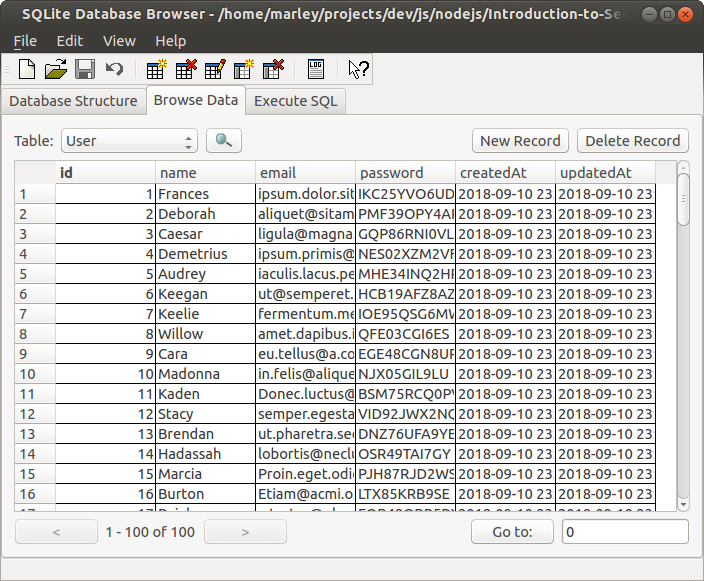 SQLite Database Browser - /home/marley/projects/dev/js/nodejs/Introduction-to-Se
File Edit View Help
Database Structure Browse Data Execute SQL
Table: User New Record Delete Record
id name email password createdAt updatedAt
1 1 Frances ipsum.dolor.sit IKC25YVO6UD 2018-09-10 23 2018-09-10 23
2 2 Deborah aliquet@sitam PMF39OPY4AI 2018-09-10 23 2018-09-10 23
3 3 Caesar ligula@magna GQP86RNI0VL 2018-09-10 23 2018-09-10 23
4 4 Demetrius ipsum.primis@ NES02XZM2VF 2018-09-10 23 2018-09-10 23
5 5 Audrey iaculis.lacus.pe MHE34INQ2HR 2018-09-10 23 2018-09-10 23
6 6 Keegan ut@semperet. HCB19AFZ8AZ 2018-09-10 23 2018-09-10 23
7 7 Keelie fermentum.me IOE95QSG6MW 2018-09-10 23 2018-09-10 23
8 8 Willow amet.dapibus.i QFE03CGI6ES 2018-09-10 23 2018-09-10 23
9 9 Cara eu.tellus@a.co EGE48CGN8UF 2018-09-10 23 2018-09-10 23
10 10 Madonna in.felis@alique NJX05GIL9LU 2018-09-10 23 2018-09-10 23
11 11 Kaden Donec.luctus@ BSM75RCQ0PV 2018-09-10 23 2018-09-10 23
12 12 Stacy semper.egesta VID92JWX2NQ 2018-09-10 23 2018-09-10 23
13 13 Brendan ut.pharetra.sed DNZ76UFA9YE 2018-09-10 23 2018-09-10 23
14 14 Hadassah lobortis@neclu OSR49TAI7GY 2018-09-10 23 2018-09-10 23
15 15 Marcia Proin.eget.odi PJH87RJD2WS 2018-09-10 23 2018-09-10 23
16 16 Burton Etiam@acmi.o LTX85KRB9SE 2018-09-10 23 2018-09-10 23
< 1 - 100 of 100 > Go to: 0